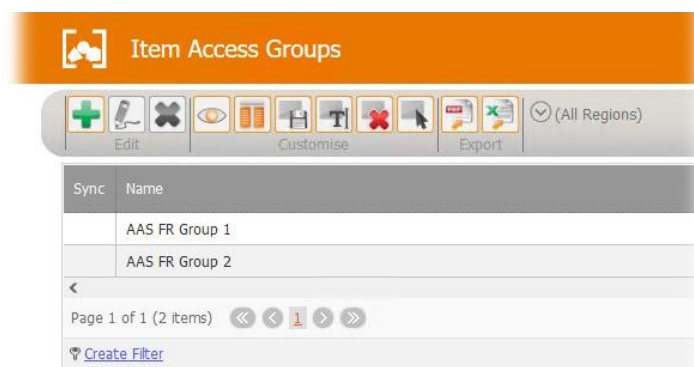 Item Access Groups
(All Regions)
Edit Customise Export
Sync Name
AAS FR Group 1
AAS FR Group 2
Page 1 of 1 (2 items) 1
Create Filter